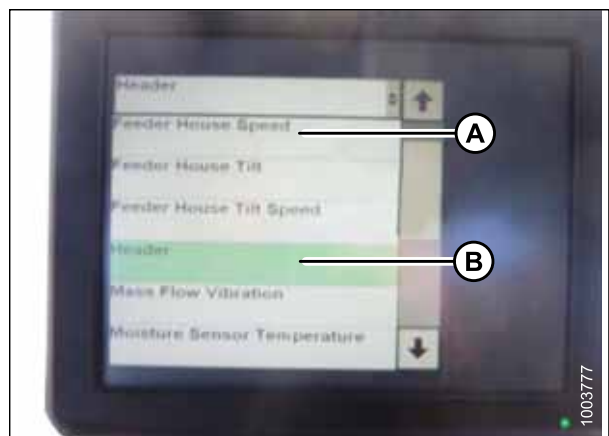 Header
Feeder House Speed
A
Feeder House Tilt
Feeder House Tilt Speed
Header
B
Mass Flow Vibration
Moisture Sensor Temperature
1003777